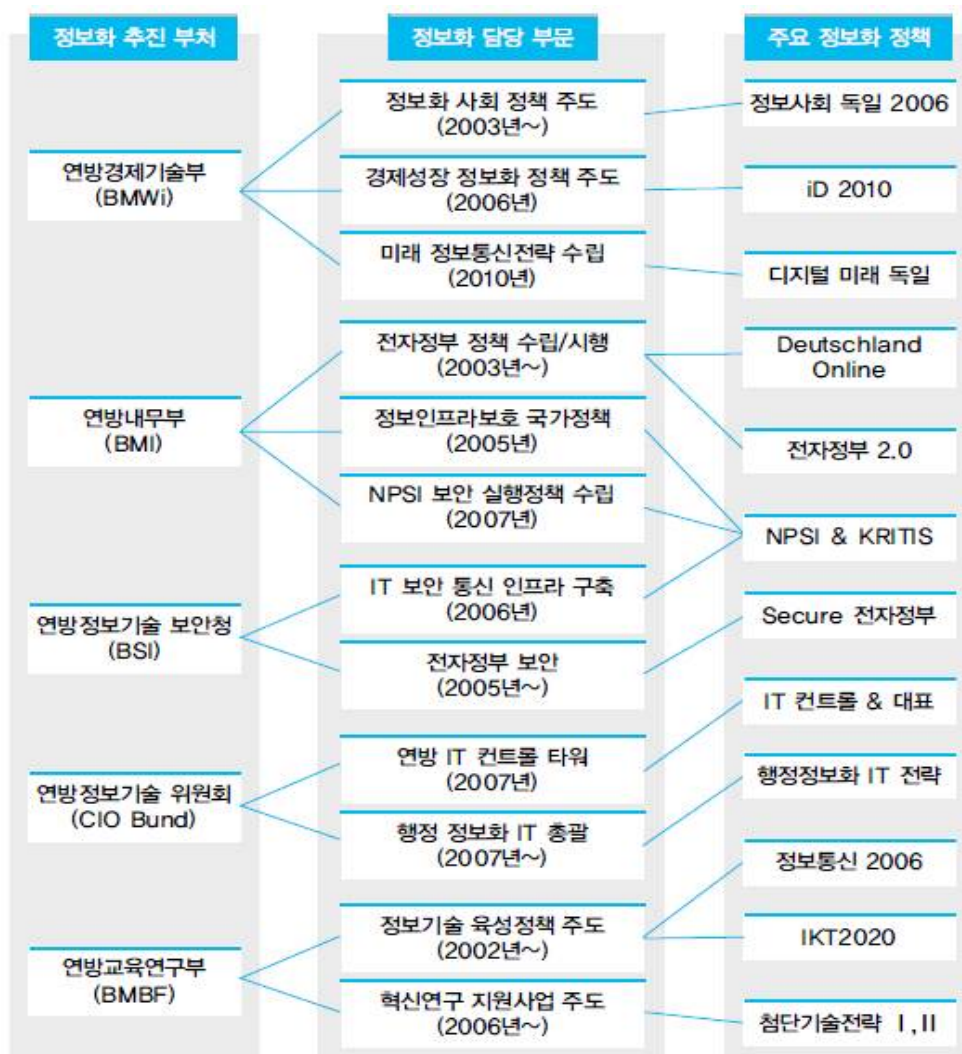 정보화 추진 부처
정보화 담당 부문
주요 정보화 정책
연방경제기술부
(BMWi)
정보화 사회 정책 주도
(2003년~)
경제성장 정보화 정책 주도
(2006년)
미래 정보통신전략 수립
(2010년)
정보사회 독일 2006
iD 2010
디지털 미래 독일
연방내무부
(BMI)
전자정부 정책 수립/시행
(2003년~)
정보인프라보호 국가정책
(2005년)
NPSI 보안 실행정책 수립
(2007년)
Deutschland
Online
전자정부 2.0
NPSI & KRITIS
연방정보기술 보안청
(BSI)
IT 보안 통신 인프라 구축
(2006년)
전자정부 보안
(2005년~)
Secure 전자정부
연방정보기술 위원회
(CIO Bund)
연방 IT 컨트롤 타워
(2007년)
행정 정보화 IT 총괄
(2007년~)
IT 컨트롤 & 대표
행정정보화 IT 전략
연방교육연구부
(BMBF)
정보기술 육성정책 주도
(2002년~)
혁신연구 지원사업 주도
(2006년~)
정보통신 2006
IKT2020
첨단기술전략 I,II